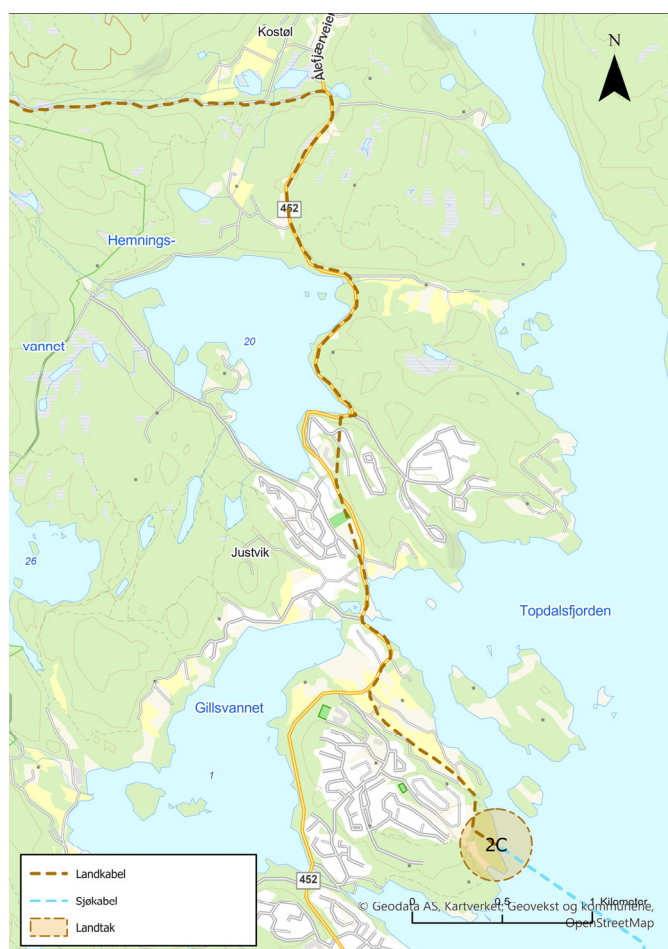 Kostøl
Ålefjærveien
N
452
Hemnings-
vannet
20
26
Justvik
Topdalsfjorden
Gillsvannet
1
2C
452
Landkabel
Sjøkabel
Landtak
0 0.5 1 Kilometer
© Geodata AS, Kartverket, Geovekst og kommunene,
OpenStreetMap